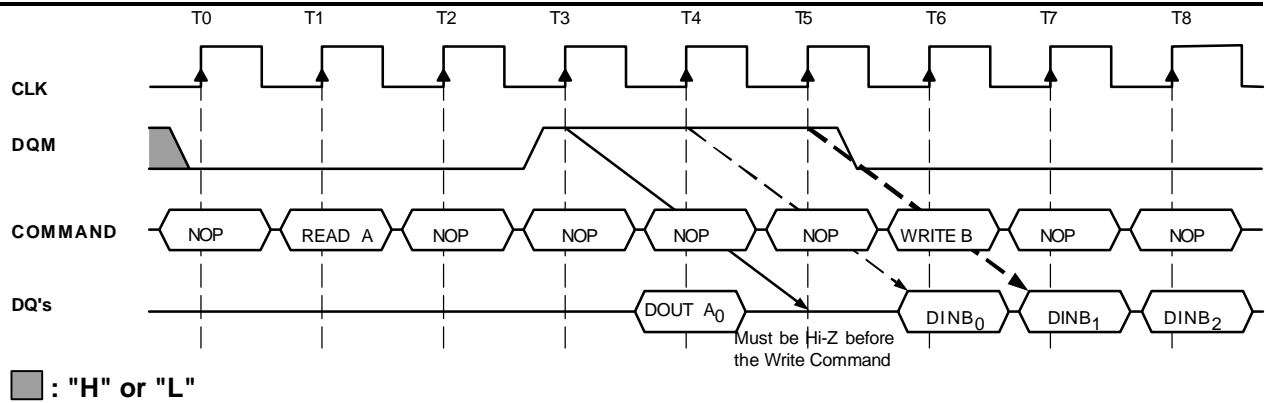 T0 T1 T2 T3 T4 T5 T6 T7 T8
CLK
DQM
COMMAND NOP READ A NOP NOP NOP NOP WRITE B NOP NOP
DQ's DOUT A0 DINB0 DINB1 DINB2
Must be Hi-Z before
the Write Command
: "H" or "L"